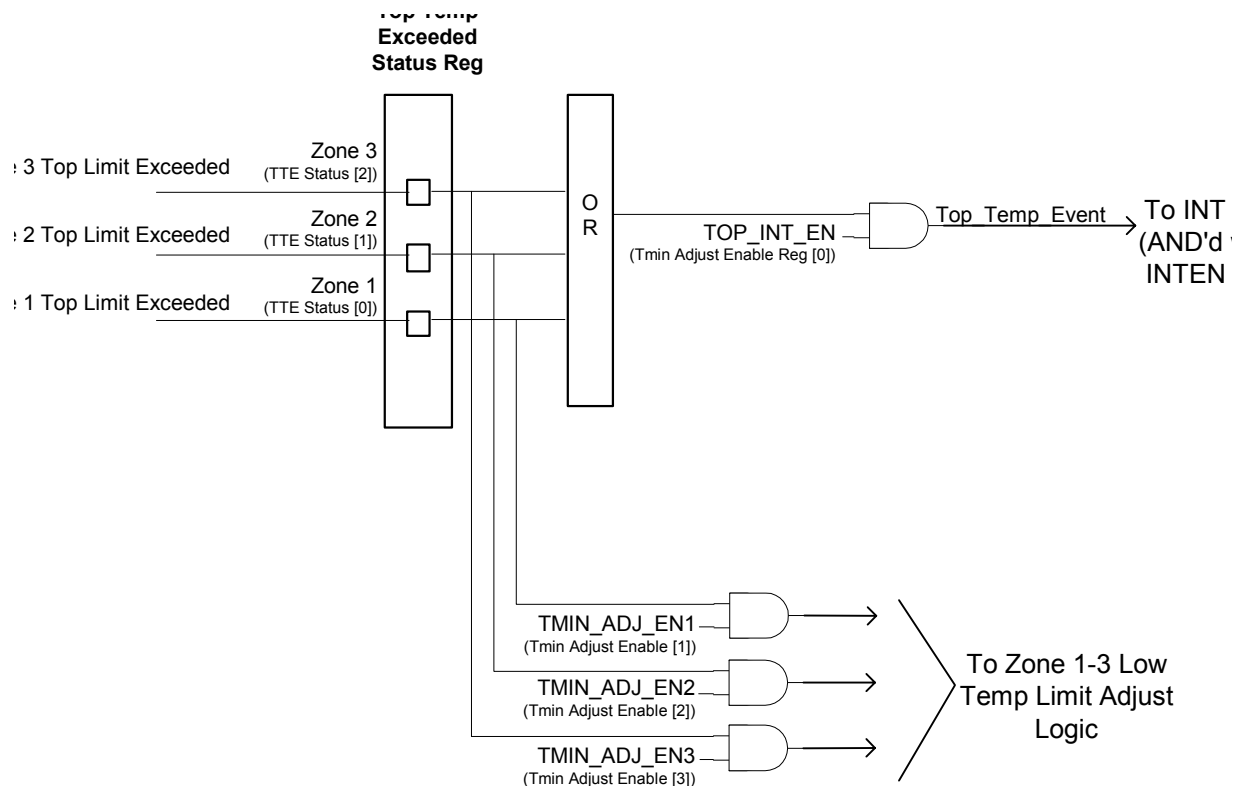 Top Temp
Exceeded
Status Reg
Zone 3
(TTE Status [2])
3 Top Limit Exceeded
Zone 2
(TTE Status [1])
2 Top Limit Exceeded
Zone 1
(TTE Status [0])
1 Top Limit Exceeded
O
R
TOP_INT_EN
(Tmin Adjust Enable Reg [0])
Top_Temp_Event
To INT
(AND'd
INTEN
TMIN_ADJ_EN1
(Tmin Adjust Enable [1])
TMIN_ADJ_EN2
(Tmin Adjust Enable [2])
TMIN_ADJ_EN3
(Tmin Adjust Enable [3])
To Zone 1-3 Low
Temp Limit Adjust
Logic